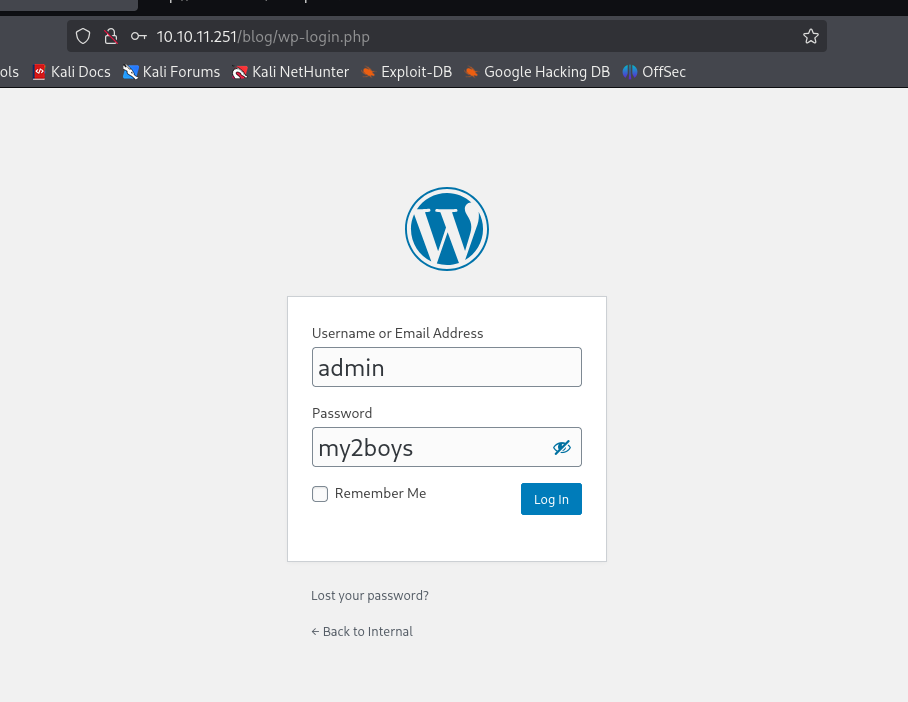 10.10.11.251/blog/wp-login.php
ols Kali Docs Kali Forums Kali NetHunter Exploit-DB Google Hacking DB OffSec
Username or Email Address
admin
Password
my2boys
Remember Me
Log In
Lost your password?
← Back to Internal